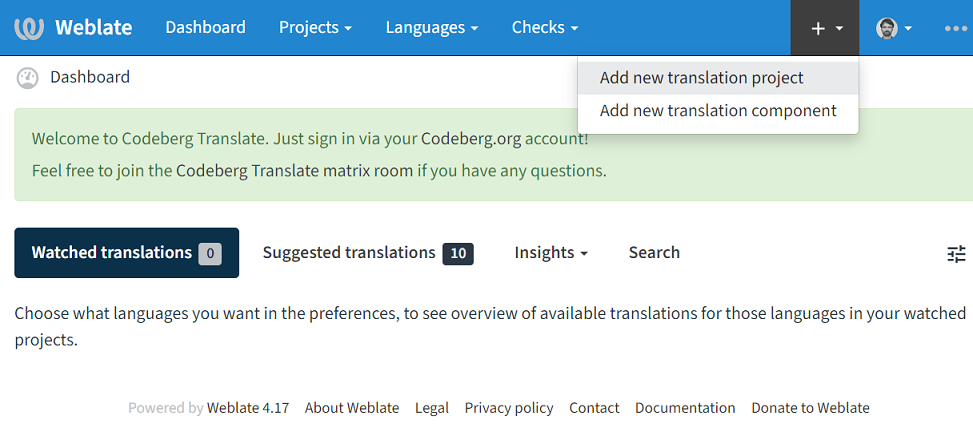 Weblate Dashboard Projects Languages Checks +
Dashboard
Add new translation project
Add new translation component
Welcome to Codeberg Translate. Just sign in via your Codeberg.org account!
Feel free to join the Codeberg Translate matrix room if you have any questions.
Watched translations 0 Suggested translations 10 Insights Search
Choose what languages you want in the preferences, to see overview of available translations for those languages in your watched
projects.
Powered by Weblate 4.17 About Weblate Legal Privacy policy Contact Documentation Donate to Weblate